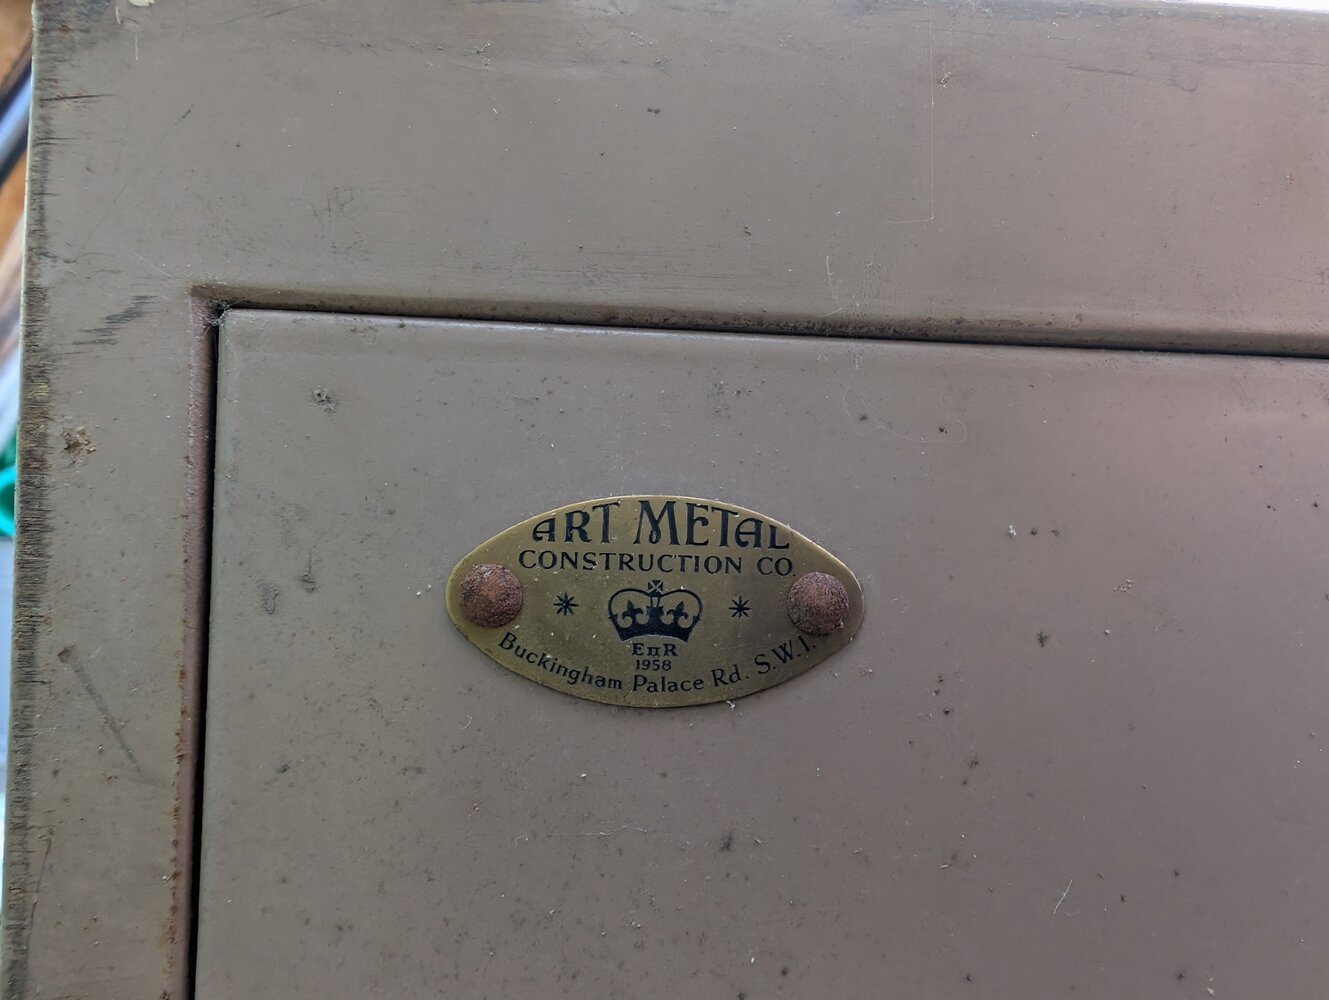 ART METAL
CONSTRUCTION CO.
EIIR
1958
Buckingham Palace Rd. S.W.1.